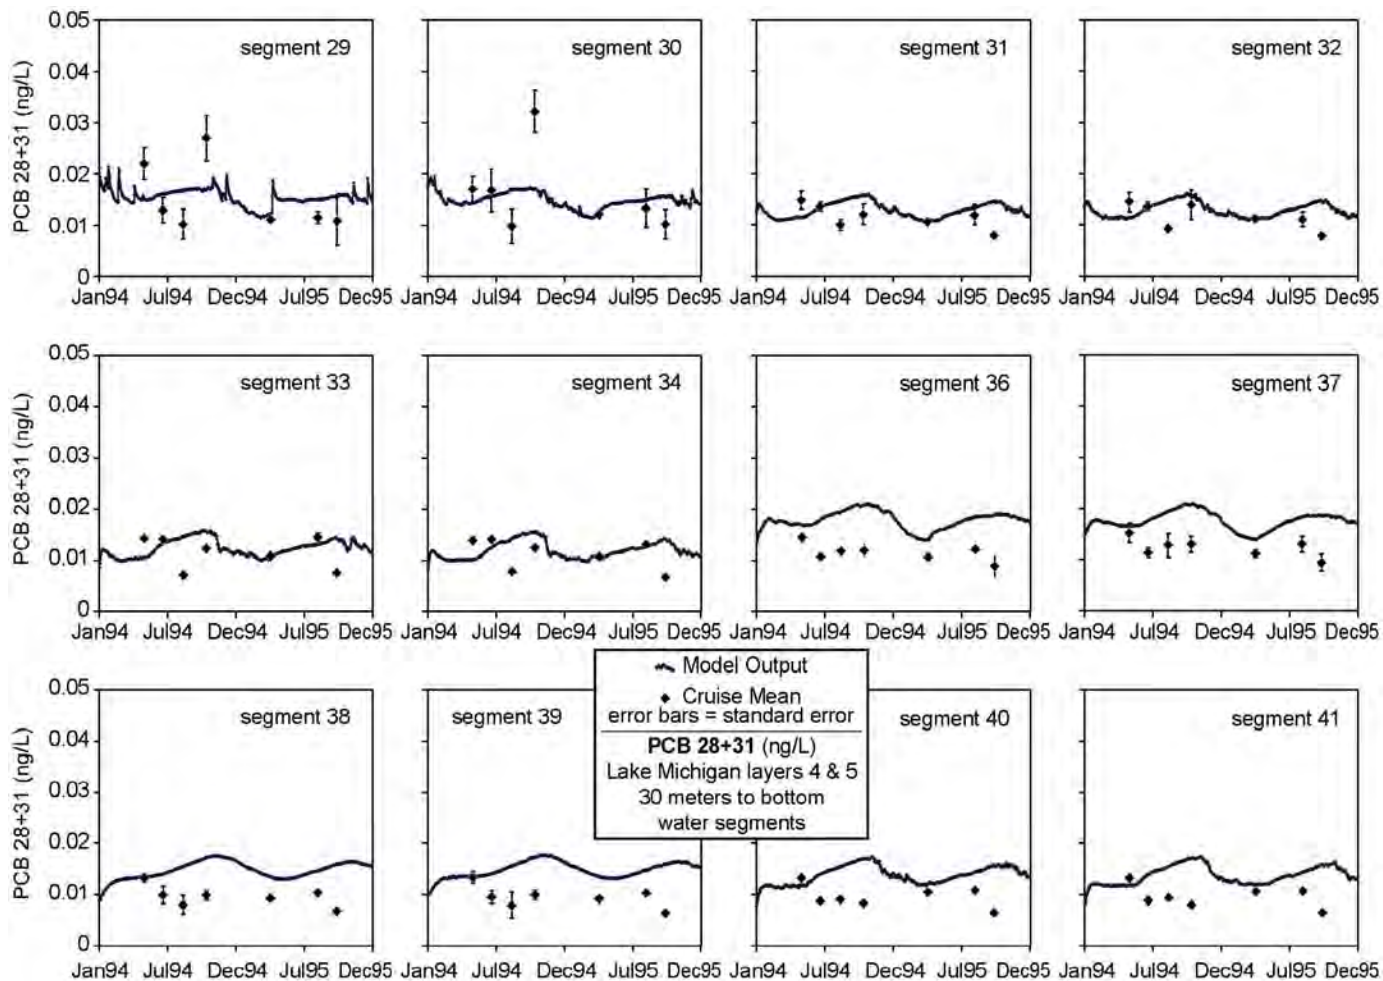 PCB 28+31 (ng/L)
0.05
0.04
0.03
0.02
0.01
0
segment 29
segment 30
segment 31
segment 32
Jan94 Jul94 Dec94 Jul95 Dec95
Jan94 Jul94 Dec94 Jul95 Dec95
Jan94 Jul94 Dec94 Jul95 Dec95
Jan94 Jul94 Dec94 Jul95 Dec95
PCB 28+31 (ng/L)
0.05
0.04
0.03
0.02
0.01
0
segment 33
segment 34
segment 36
segment 37
Jan94 Jul94 Dec94 Jul95 Dec95
Jan94 Jul94 Dec94 Jul95 Dec95
Jan94 Jul94 Dec94 Jul95 Dec95
Jan94 Jul94 Dec94 Jul95 Dec95
PCB 28+31 (ng/L)
0.05
0.04
0.03
0.02
0.01
0
segment 38
segment 39
Model Output
Cruise Mean
error bars = standard error
PCB 28+31 (ng/L)
Lake Michigan layers 4 & 5
30 meters to bottom
water segments
segment 40
segment 41
Jan94 Jul94 Dec94 Jul95 Dec95
Jan94 Jul94 Dec94 Jul95 Dec95
Jan94 Jul94 Dec94 Jul95 Dec95
Jan94 Jul94 Dec94 Jul95 Dec95